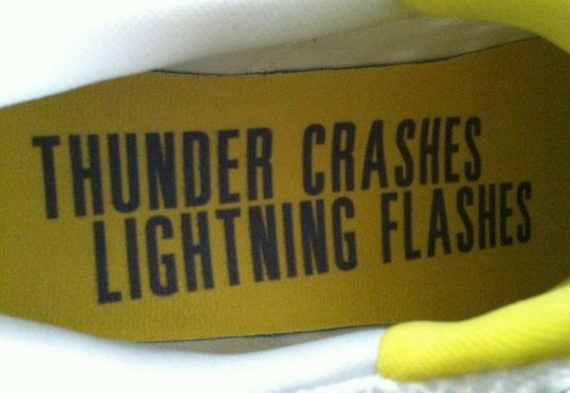 THUNDER CRASHES
LIGHTNING FLASHES